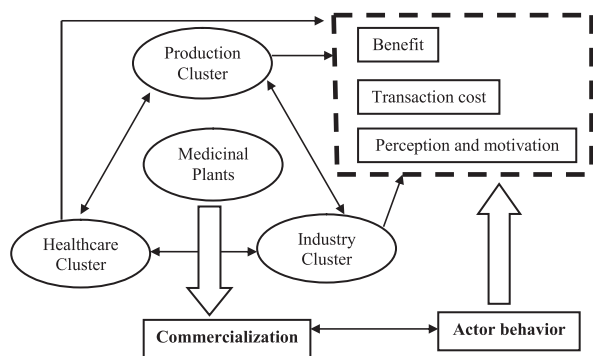 Production
Cluster
Benefit
Transaction cost
Perception and motivation
Medicinal
Plants
Healthcare
Cluster
Industry
Cluster
Commercialization
Actor behavior